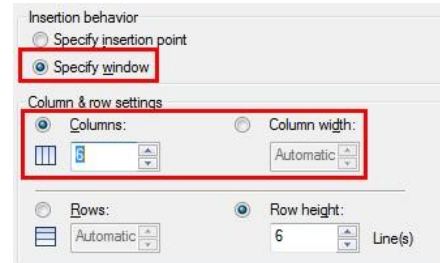 Insertion behavior
Specify insertion point
Specify window
Column & row settings
Columns: Column width:
6 Automatic
Rows: Row height:
Automatic 6 Line(s)